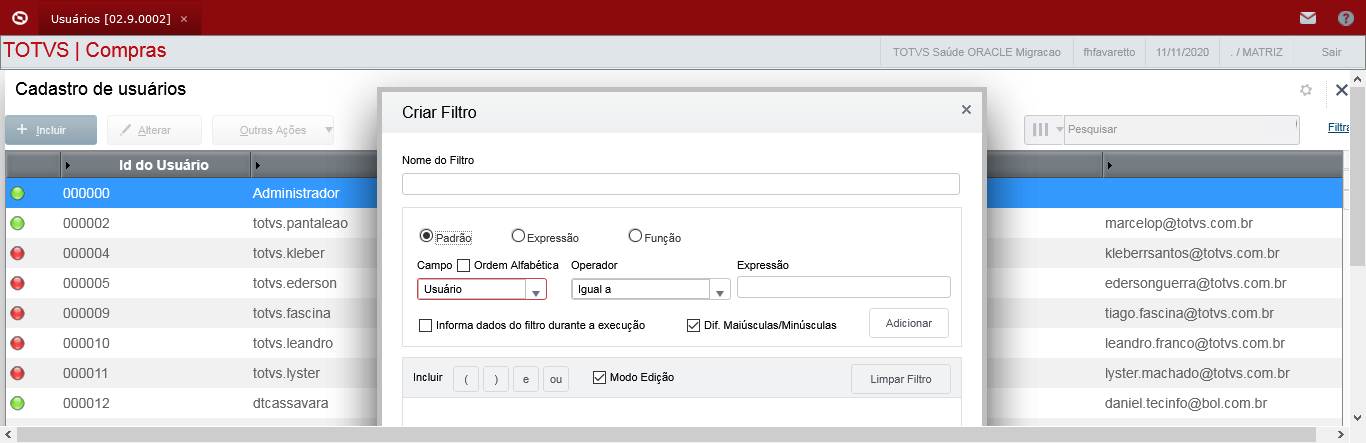 Usuários [02.9.0002] ×
TOTVS | Compras
TOTVS Saúde ORACLE Migracao fhfavaretto 11/11/2020 . / MATRIZ Sair
Cadastro de usuários
Criar Filtro
+ Incluir Alterar Outras Ações
Pesquisar
Filtra
Id do Usuário
Nome do Filtro
000000 Administrador
000002 totvs.pantaleao marcelop@totvs.com.br
000004 totvs.kleber kleberrsantos@totvs.com.br
000005 totvs.ederson edersonguerra@totvs.com.br
000009 totvs.fascina tiago.fascina@totvs.com.br
000010 totvs.leandro leandro.franco@totvs.com.br
000011 totvs.lyster lyster.machado@totvs.com.br
000012 dtcassavara daniel.tecinfo@bol.com.br
Padrão Expressão Função
Campo Ordem Alfabética Operador Expressão
Usuário Igual a
Informa dados do filtro durante a execução Dif. Maiúsculas/Minúsculas Adicionar
Incluir ( ) e ou Modo Edição Limpar Filtro